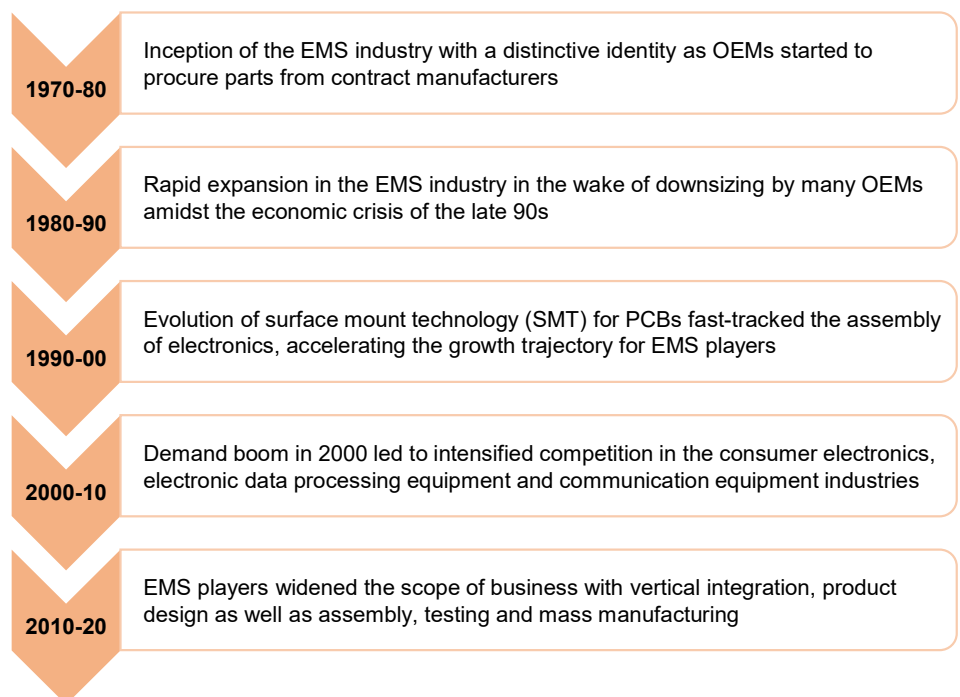 1970-80
Inception of the EMS industry with a distinctive identity as OEMs started to
procure parts from contract manufacturers
1980-90
Rapid expansion in the EMS industry in the wake of downsizing by many OEMs
amidst the economic crisis of the late 90s
1990-00
Evolution of surface mount technology (SMT) for PCBs fast-tracked the assembly
of electronics, accelerating the growth trajectory for EMS players
2000-10
Demand boom in 2000 led to intensified competition in the consumer electronics,
electronic data processing equipment and communication equipment industries
2010-20
EMS players widened the scope of business with vertical integration, product
design as well as assembly, testing and mass manufacturing